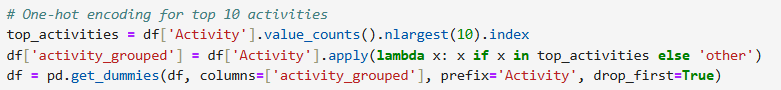 # One-hot encoding for top 10 activities
top_activities = df['Activity'].value_counts().nlargest(10).index
df['activity_grouped'] = df['Activity'].apply(lambda x: x if x in top_activities else 'other')
df = pd.get_dummies(df, columns=['activity_grouped'], prefix='Activity', drop_first=True)